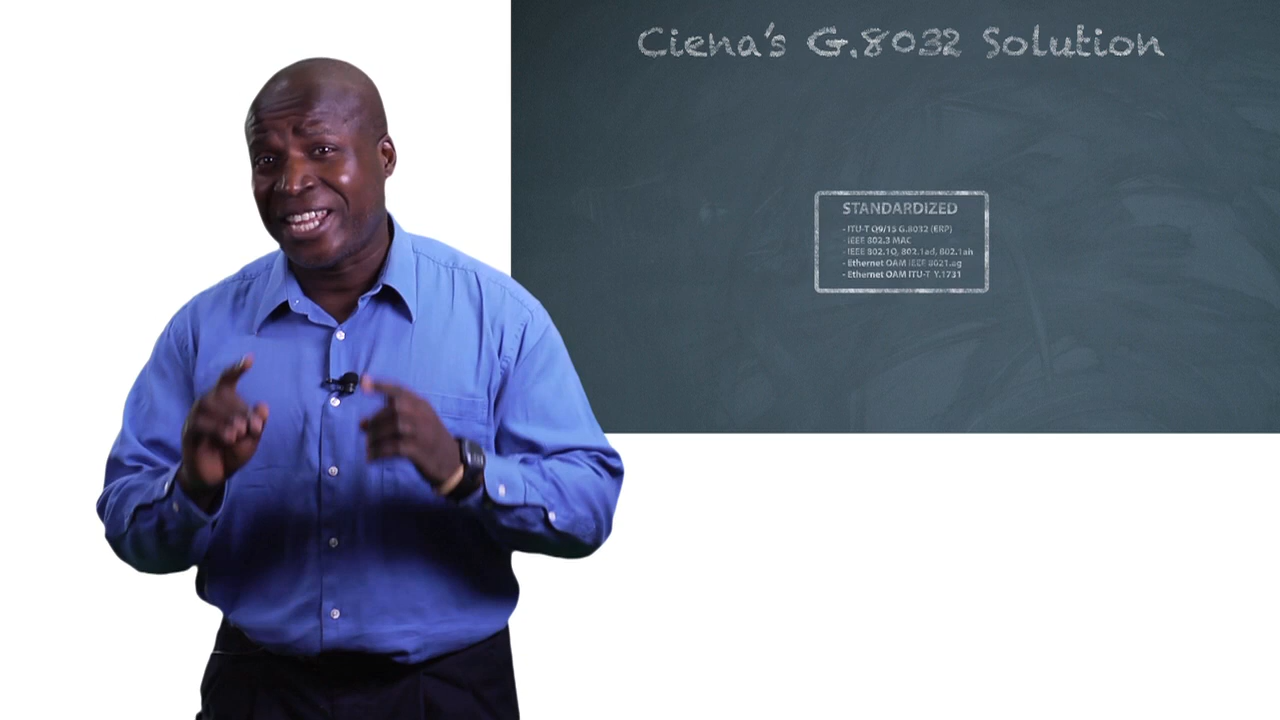 Ciena's G.8032 Solution
STANDARDIZED
- ITU-T Q9/15 G.8032 (ERP)
- IEEE 802.3 MAC
- IEEE 802.1Q, 802.1ad, 802.1ah
- Ethernet OAM IEEE 8021.ag
- Ethernet OAM ITU-T Y.1731